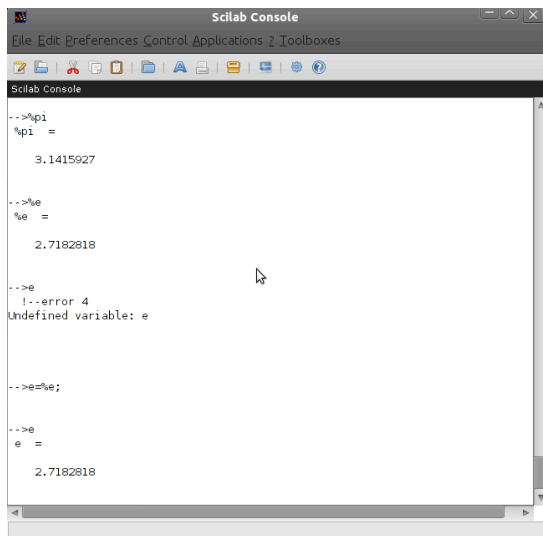 Scilab Console
File Edit Preferences Control Applications ? Toolboxes
Scilab Console
-->%pi
%pi  =
3.1415927
-->%e
%e  =
2.7182818
-->e
!--error 4
Undefined variable: e
-->e=%e;
-->e
e  =
2.7182818